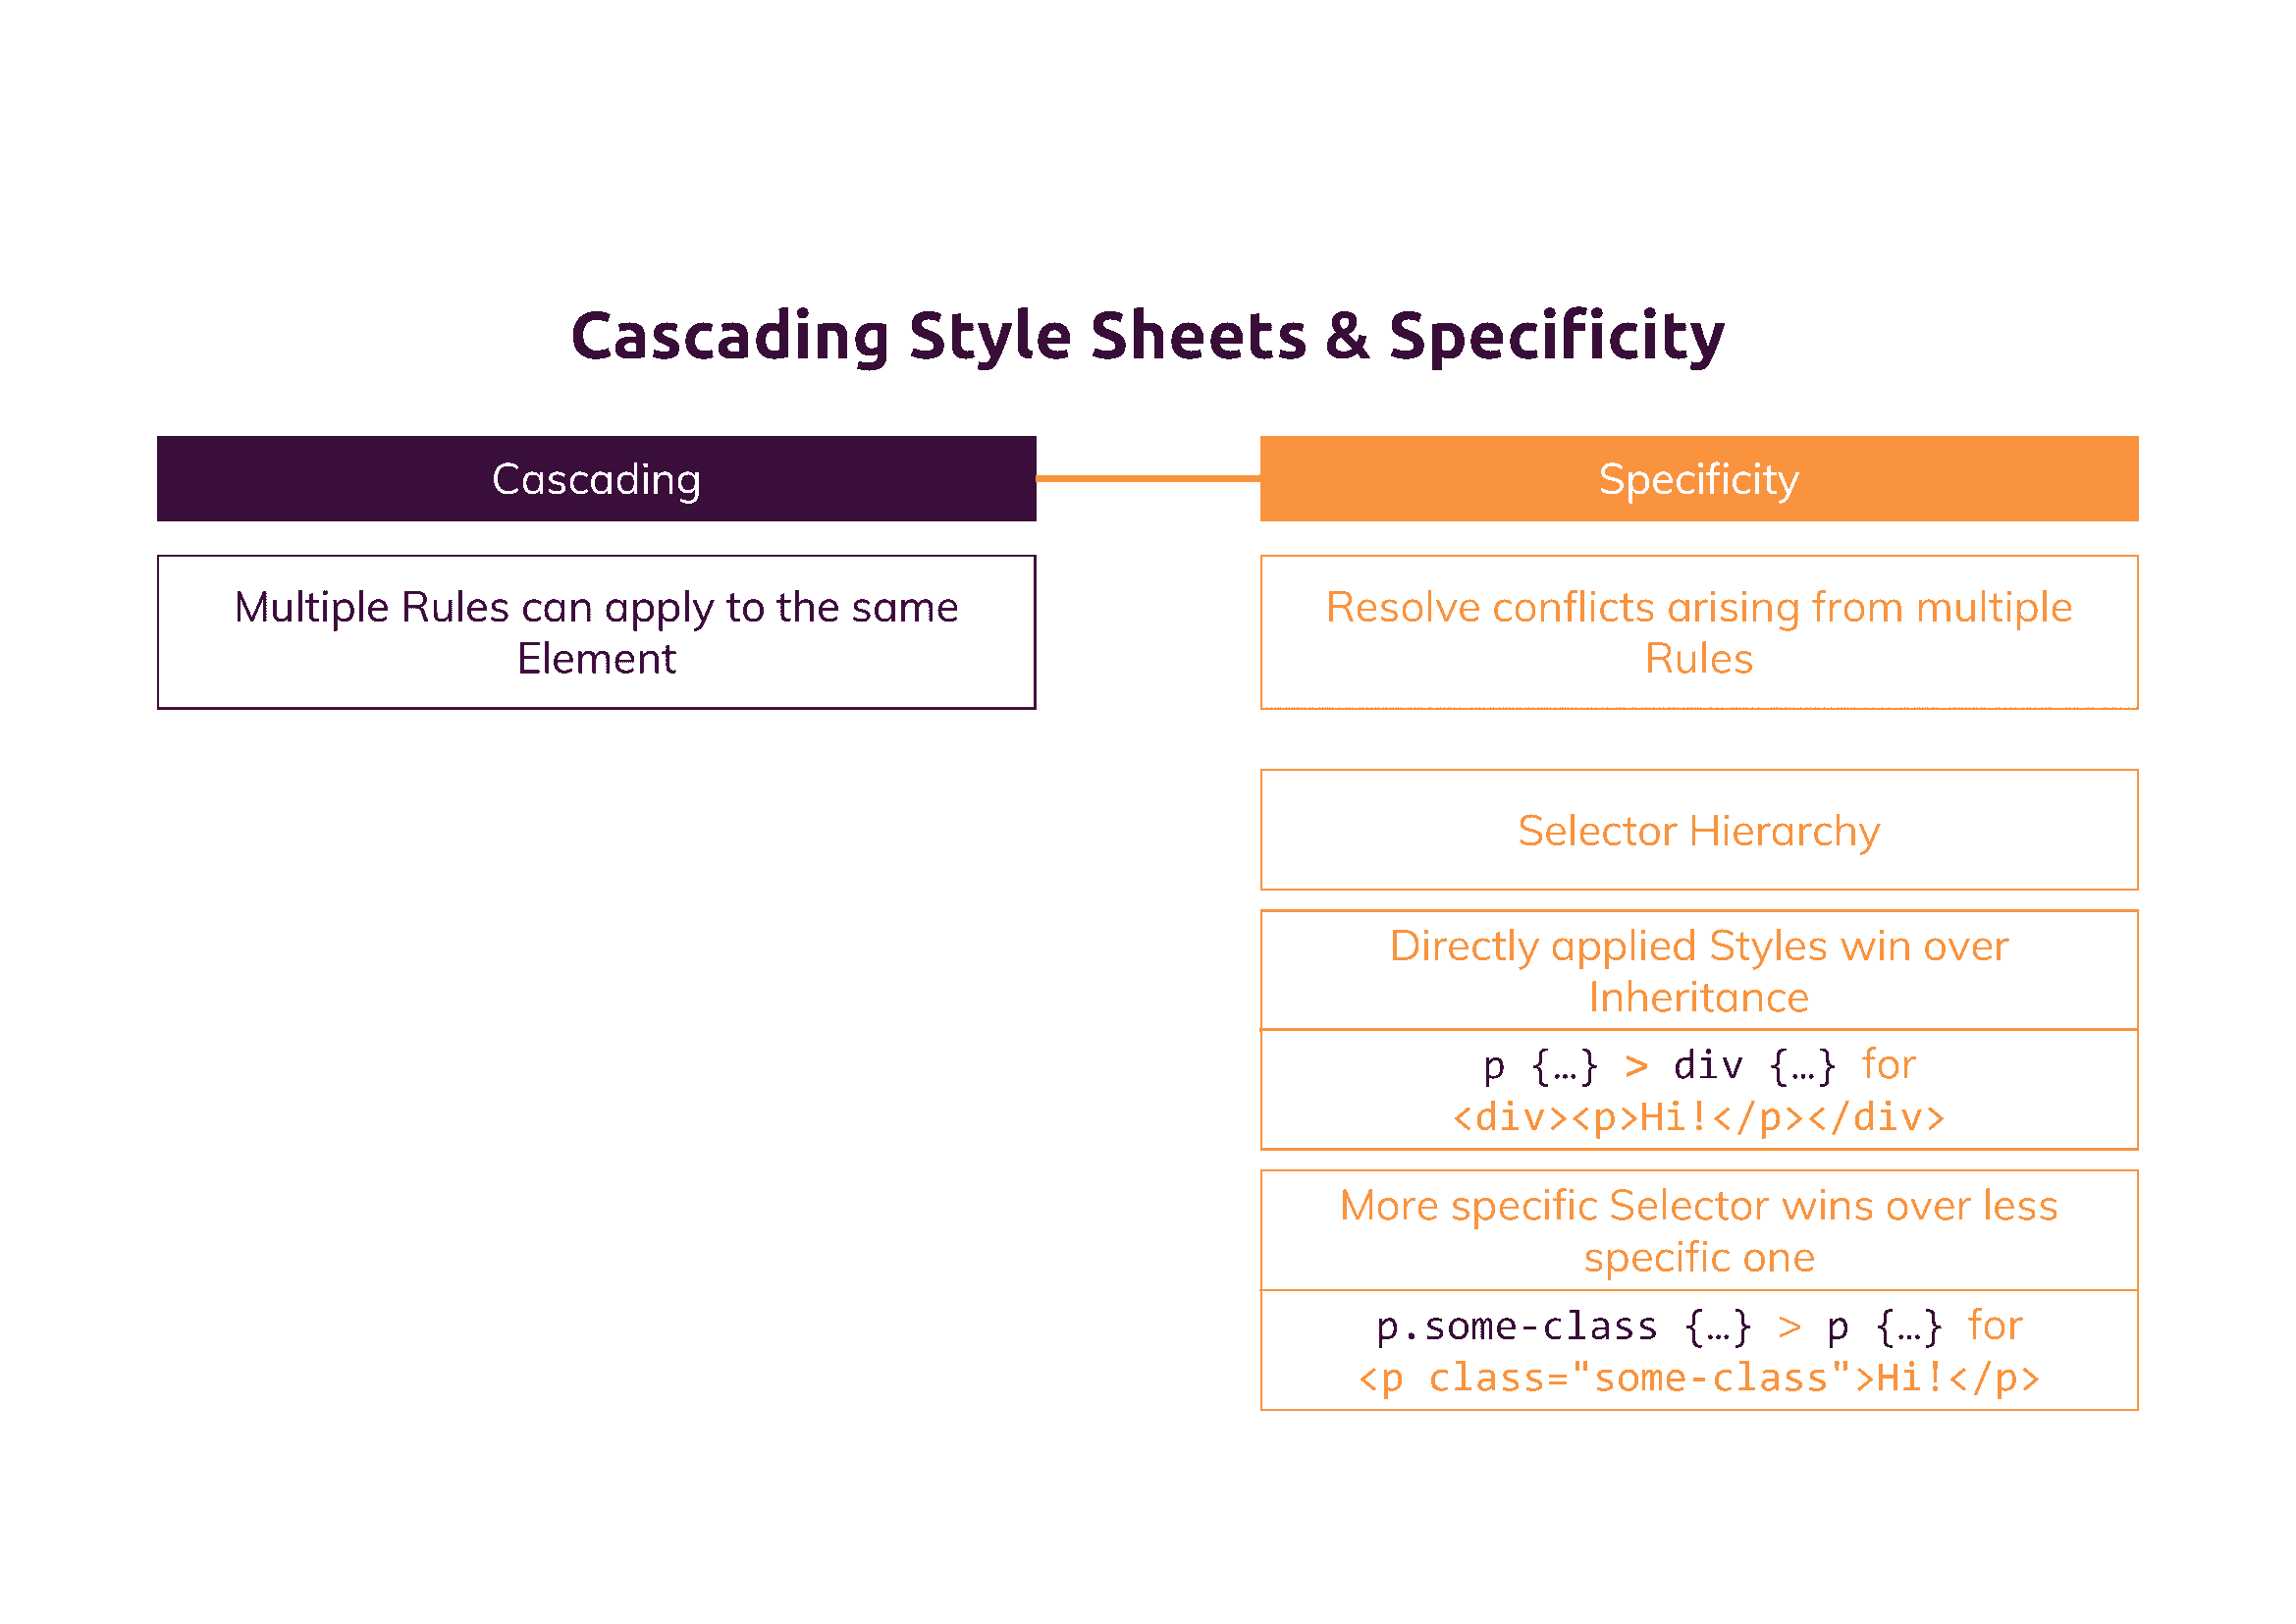 Cascading Style Sheets & Specificity
Cascading
Multiple Rules can apply to the same
Element
Specificity
Resolve conflicts arising from multiple
Rules
Selector Hierarchy
Directly applied Styles win over
Inheritance
p {…} > div {…} for
<div><p>Hi!</p></div>
More specific Selector wins over less
specific one
p.some-class {…} > p {…} for
<p class="some-class">Hi!</p>